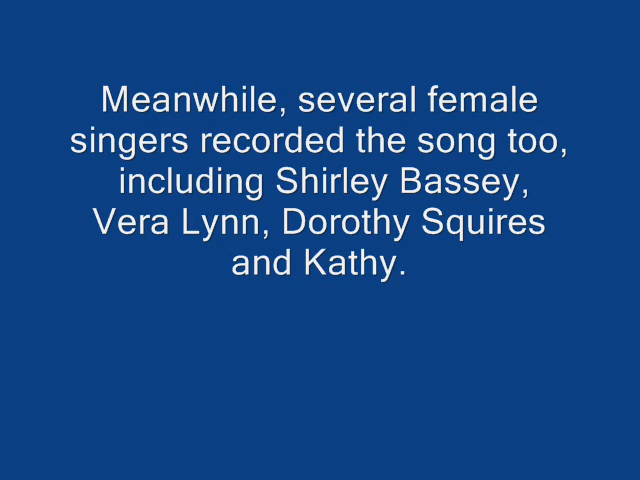 Meanwhile, several female
singers recorded the song too,
including Shirley Bassey,
Vera Lynn, Dorothy Squires
and Kathy.